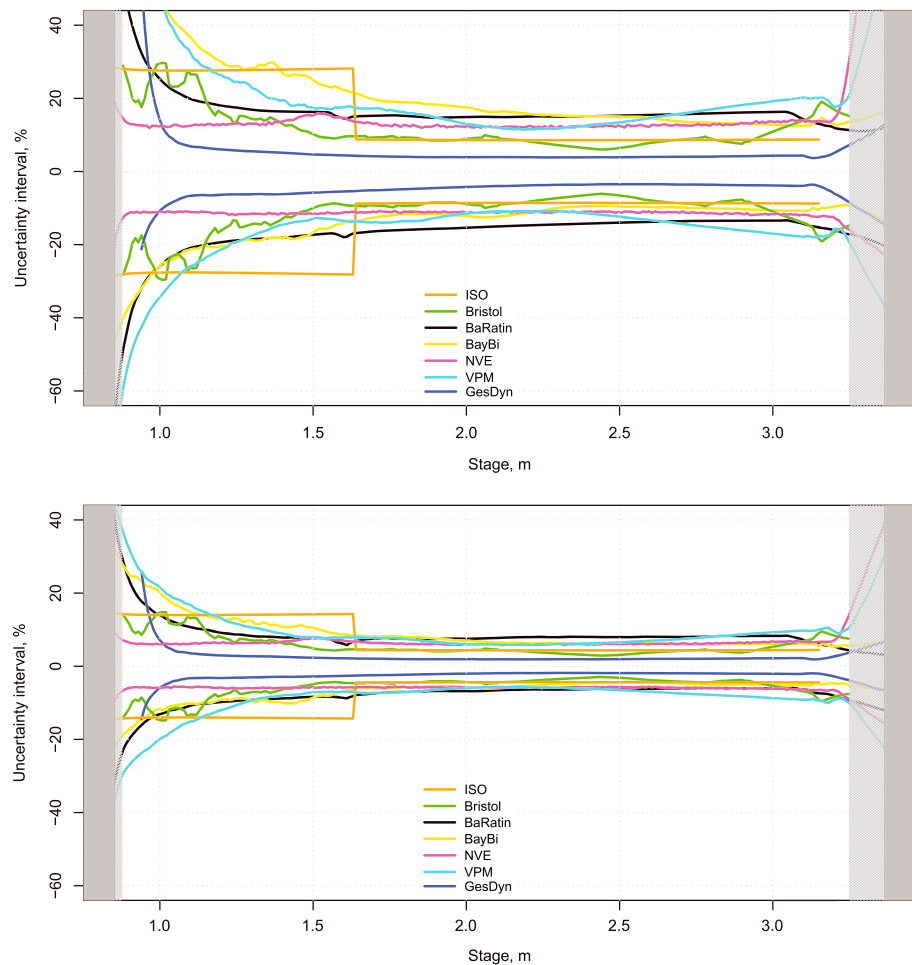 40
20
0
−20
−40
−60
Uncertainty interval, %
ISO
Bristol
BaRatin
BayBi
NVE
VPM
GesDyn
1.0 1.5 2.0 2.5 3.0
Stage, m
40
20
0
−20
−40
−60
Uncertainty interval, %
ISO
Bristol
BaRatin
BayBi
NVE
VPM
GesDyn
1.0 1.5 2.0 2.5 3.0
Stage, m